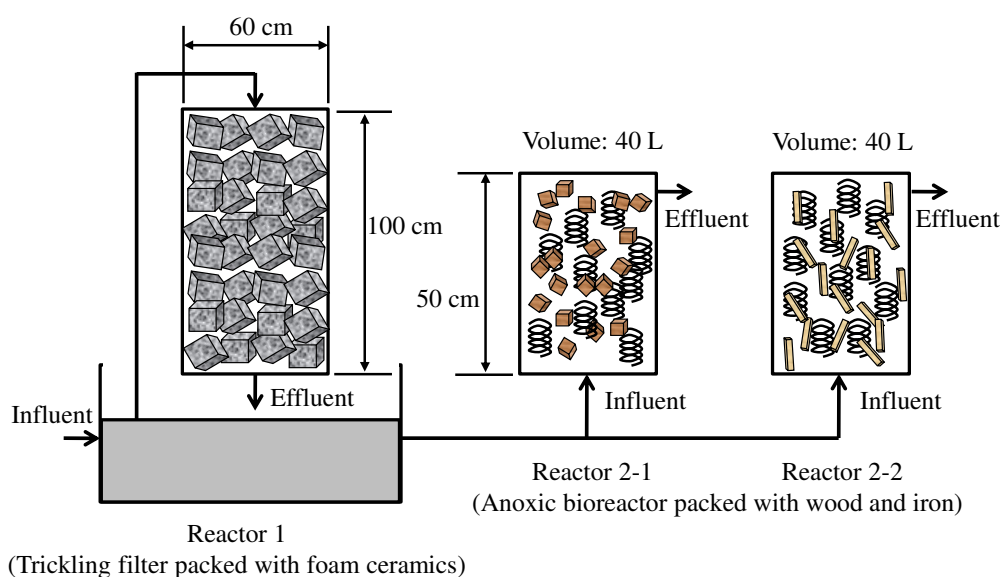 60 cm
100 cm
Influent
Effluent
Reactor 1
(Trickling filter packed with foam ceramics)
Volume: 40 L
50 cm
Effluent
Influent
Reactor 2-1
Volume: 40 L
Effluent
Influent
Reactor 2-2
(Anoxic bioreactor packed with wood and iron)